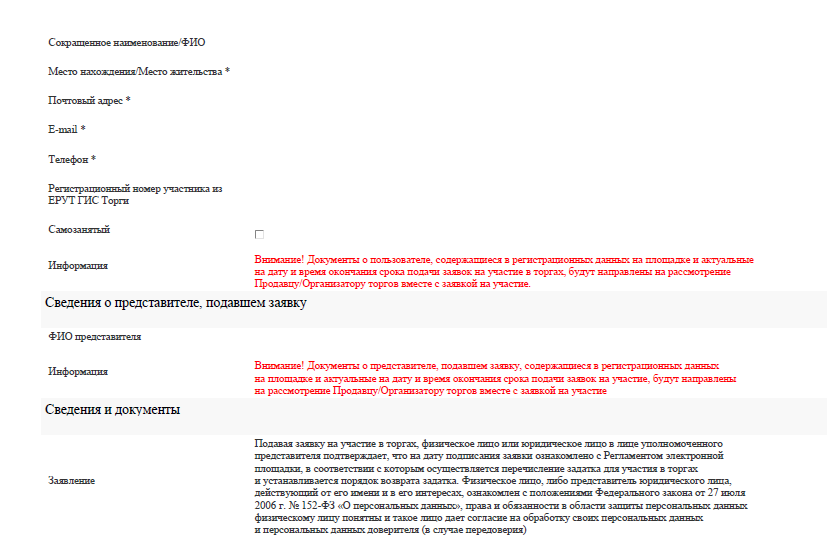 Сокращенное наименование/ФИО
Место нахождения/Место жительства *
Почтовый адрес *
E-mail *
Телефон *
Регистрационный номер участника из
ЕРУТ ГИС Торги
Самозанятый
Информация
Внимание! Документы о пользователе, содержащиеся в регистрационных данных на площадке и актуальные
на дату и время окончания срока подачи заявок на участие в торгах, будут направлены на рассмотрение
Продавцу/Организатору торгов вместе с заявкой на участие.
Сведения о представителе, подавшем заявку
ФИО представителя
Информация
Внимание! Документы о представителе, подавшем заявку, содержащиеся в регистрационных данных
на площадке и актуальные на дату и время окончания срока подачи заявок на участие, будут направлены
на рассмотрение Продавцу/Организатору торгов вместе с заявкой на участие
Сведения и документы
Заявление
Подавая заявку на участие в торгах, физическое лицо или юридическое лицо в лице уполномоченного
представителя подтверждает, что на дату подписания заявки ознакомлено с Регламентом электронной
площадки, в соответствии с которым осуществляется перечисление задатка для участия в торгах
и устанавливается порядок возврата задатка. Физическое лицо, либо представитель юридического лица,
действующий от его имени и в его интересах, ознакомлен с положениями Федерального закона от 27 июля
2006 г. № 152-ФЗ «О персональных данных», права и обязанности в области защиты персональных данных
физическому лицу понятны и такое лицо дает согласие на обработку своих персональных данных
и персональных данных доверителя (в случае передоверия)